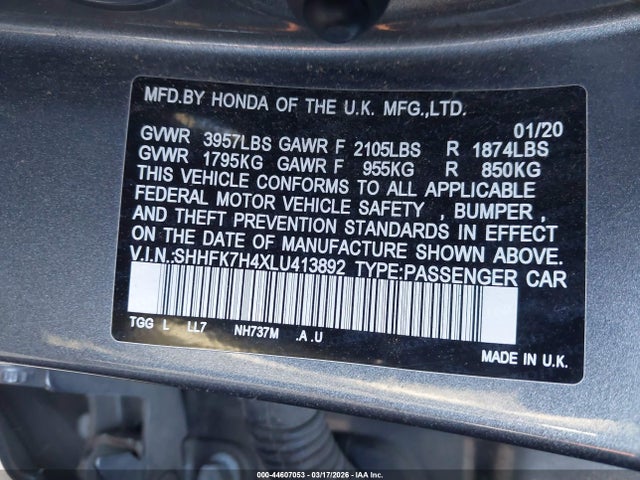 MFD.BY HONDA OF THE U.K. MFG.,LTD.
01/20
GVWR 3957LBS GAWR F 2105LBS R 1874LBS
GVWR 1795KG GAWR F 955KG R 850KG
THIS VEHICLE CONFORMS TO ALL APPLICABLE
FEDERAL MOTOR VEHICLE SAFETY , BUMPER ,
AND THEFT PREVENTION STANDARDS IN EFFECT
ON THE DATE OF MANUFACTURE SHOWN ABOVE.
V.I.N.:SHHFK7H4XLU413892 TYPE:PASSENGER CAR
TGG L LL7 NH737M .A .U
MADE IN U.K.
000-44607053 - 03/17/2026 - IAA Inc.